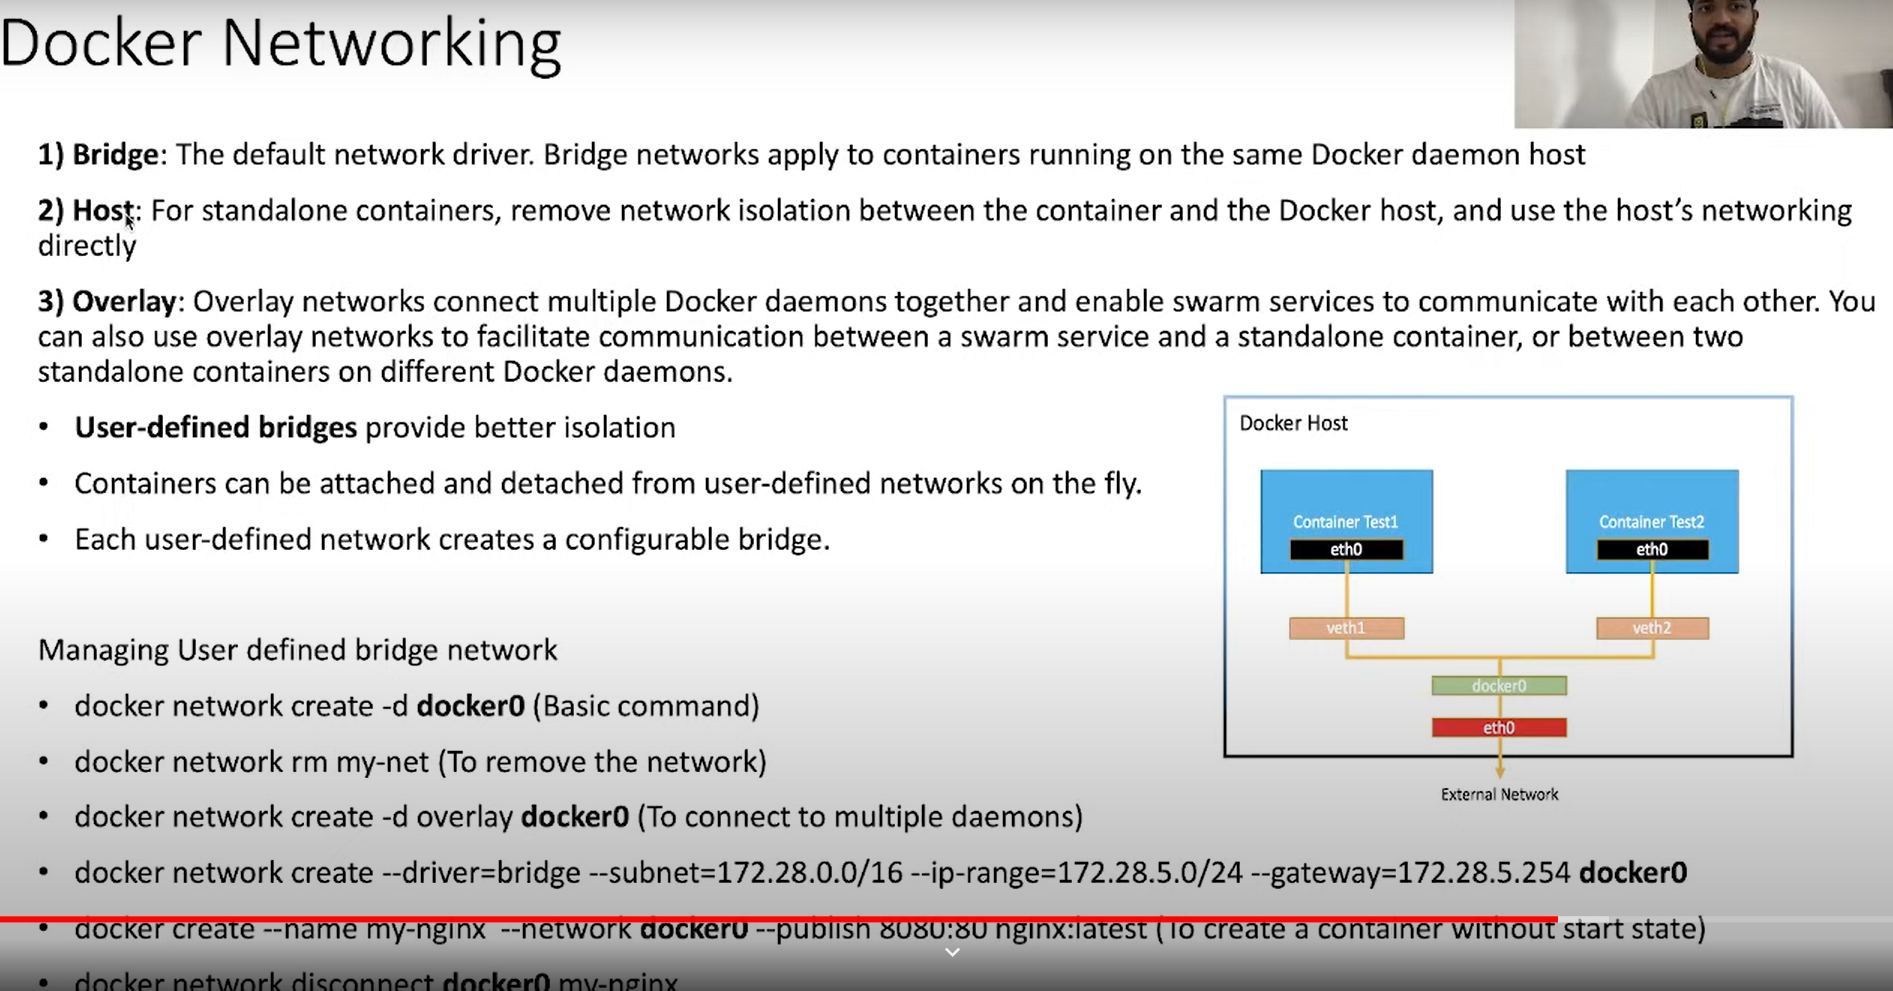 Docker Networking
1) Bridge: The default network driver. Bridge networks apply to containers running on the same Docker daemon host
2) Host: For standalone containers, remove network isolation between the container and the Docker host, and use the host's networking
directly
3) Overlay: Overlay networks connect multiple Docker daemons together and enable swarm services to communicate with each other. You
can also use overlay networks to facilitate communication between a swarm service and a standalone container, or between two
standalone containers on different Docker daemons.
• User-defined bridges provide better isolation
• Containers can be attached and detached from user-defined networks on the fly.
• Each user-defined network creates a configurable bridge.
Managing User defined bridge network
• docker network create -d docker0 (Basic command)
• docker network rm my-net (To remove the network)
• docker network create -d overlay docker0 (To connect to multiple daemons)
• docker network create --driver=bridge --subnet=172.28.0.0/16 --ip-range=172.28.5.0/24 --gateway=172.28.5.254 docker0
• docker create --name my-nginx --network docker0 --publish 8080:80 nginx:latest (To create a container without start state)
• docker network disconnect docker0 my-nginx
Docker Host
Container Test1
eth0
Container Test2
eth0
veth1
veth2
docker0
eth0
External Network